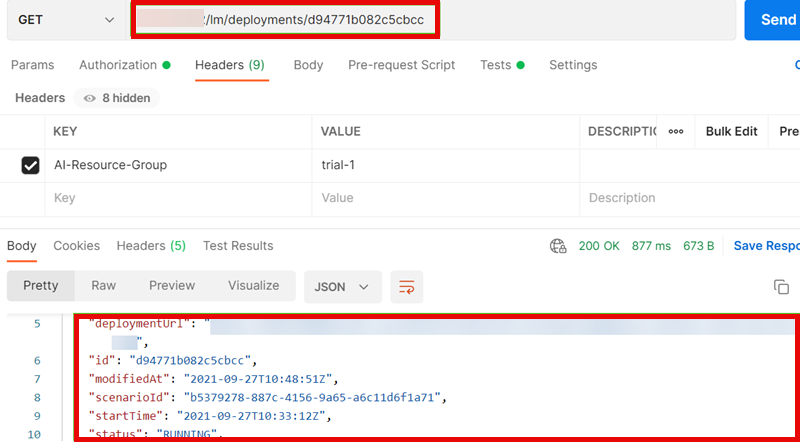 GET /lm/deployments/d94771b082c5cbcc Send
Params Authorization Headers (9) Body Pre-request Script Tests Settings
Headers 8 hidden
KEY VALUE DESCRIPTIC ooo Bulk Edit Pre
AI-Resource-Group trial-1
Key Value Description
Body Cookies Headers (5) Test Results 200 OK 877 ms 673 B Save Respo
Pretty Raw Preview Visualize JSON
5 "deploymentUrl": "
",
6 "id": "d94771b082c5cbcc",
7 "modifiedAt": "2021-09-27T10:48:51Z",
8 "scenarioId": "b5379278-887c-4156-9a65-a6c11d6f1a71",
9 "startTime": "2021-09-27T10:33:12Z",
10 "status": "RUNNING",